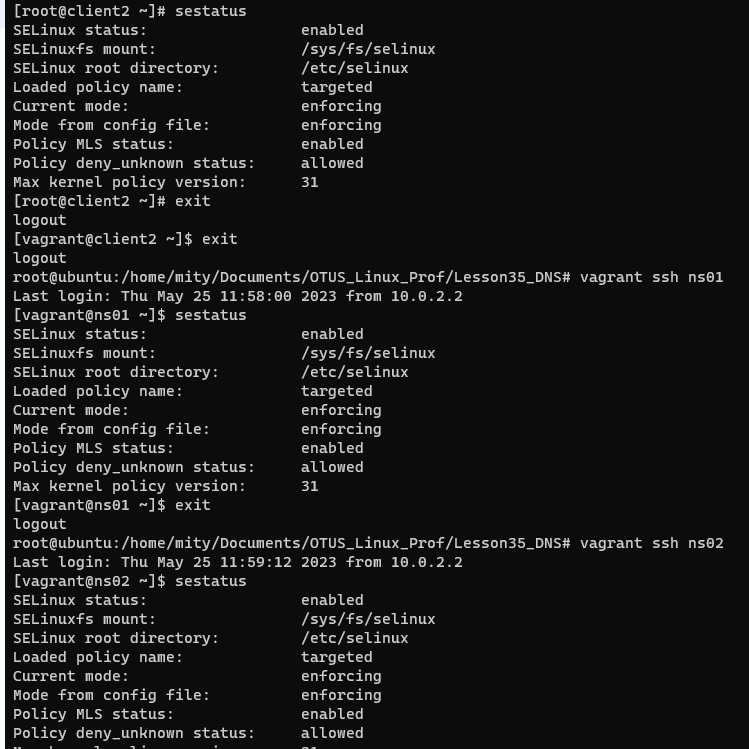 [root@client2 ~]# sestatus
SELinux status:                 enabled
SELinuxfs mount:                /sys/fs/selinux
SELinux root directory:         /etc/selinux
Loaded policy name:             targeted
Current mode:                   enforcing
Mode from config file:          enforcing
Policy MLS status:              enabled
Policy deny_unknown status:     allowed
Max kernel policy version:      31
[root@client2 ~]# exit
logout
[vagrant@client2 ~]$ exit
logout
root@ubuntu:/home/mity/Documents/OTUS_Linux_Prof/Lesson35_DNS# vagrant ssh ns01
Last login: Thu May 25 11:58:00 2023 from 10.0.2.2
[vagrant@ns01 ~]$ sestatus
SELinux status:                 enabled
SELinuxfs mount:                /sys/fs/selinux
SELinux root directory:         /etc/selinux
Loaded policy name:             targeted
Current mode:                   enforcing
Mode from config file:          enforcing
Policy MLS status:              enabled
Policy deny_unknown status:     allowed
Max kernel policy version:      31
[vagrant@ns01 ~]$ exit
logout
root@ubuntu:/home/mity/Documents/OTUS_Linux_Prof/Lesson35_DNS# vagrant ssh ns02
Last login: Thu May 25 11:59:12 2023 from 10.0.2.2
[vagrant@ns02 ~]$ sestatus
SELinux status:                 enabled
SELinuxfs mount:                /sys/fs/selinux
SELinux root directory:         /etc/selinux
Loaded policy name:             targeted
Current mode:                   enforcing
Mode from config file:          enforcing
Policy MLS status:              enabled
Policy deny_unknown status:     allowed